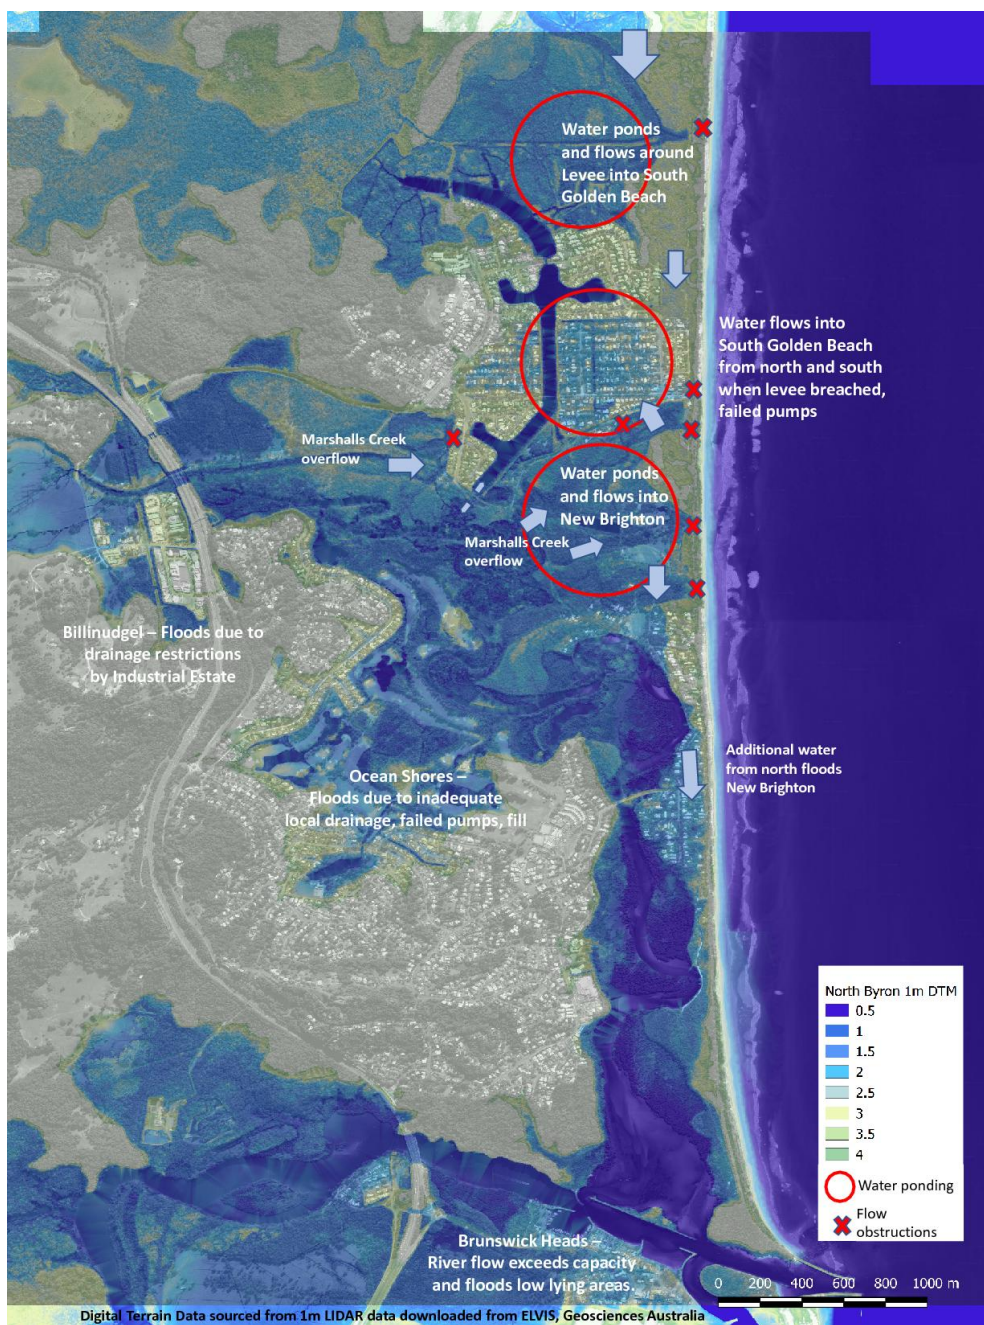 Water ponds
and flows around
Levee into South
Golden Beach
Water flows into
South Golden Beach
from north and south
when levee breached,
failed pumps
Marshalls Creek
overflow
Water ponds
and flows into
New Brighton
Marshalls Creek
overflow
Billinudgel – Floods due to
drainage restrictions
by Industrial Estate
Additional water
from north floods
New Brighton
Ocean Shores –
Floods due to inadequate
local drainage, failed pumps, fill
North Byron 1m DTM
0.5
1
1.5
2
2.5
3
3.5
4
Water ponding
Flow
obstructions
Brunswick Heads –
River flow exceeds capacity
and floods low lying areas.
0 200 400 600 800 1000 m
Digital Terrain Data sourced from 1m LIDAR data downloaded from ELVIS, Geosciences Australia